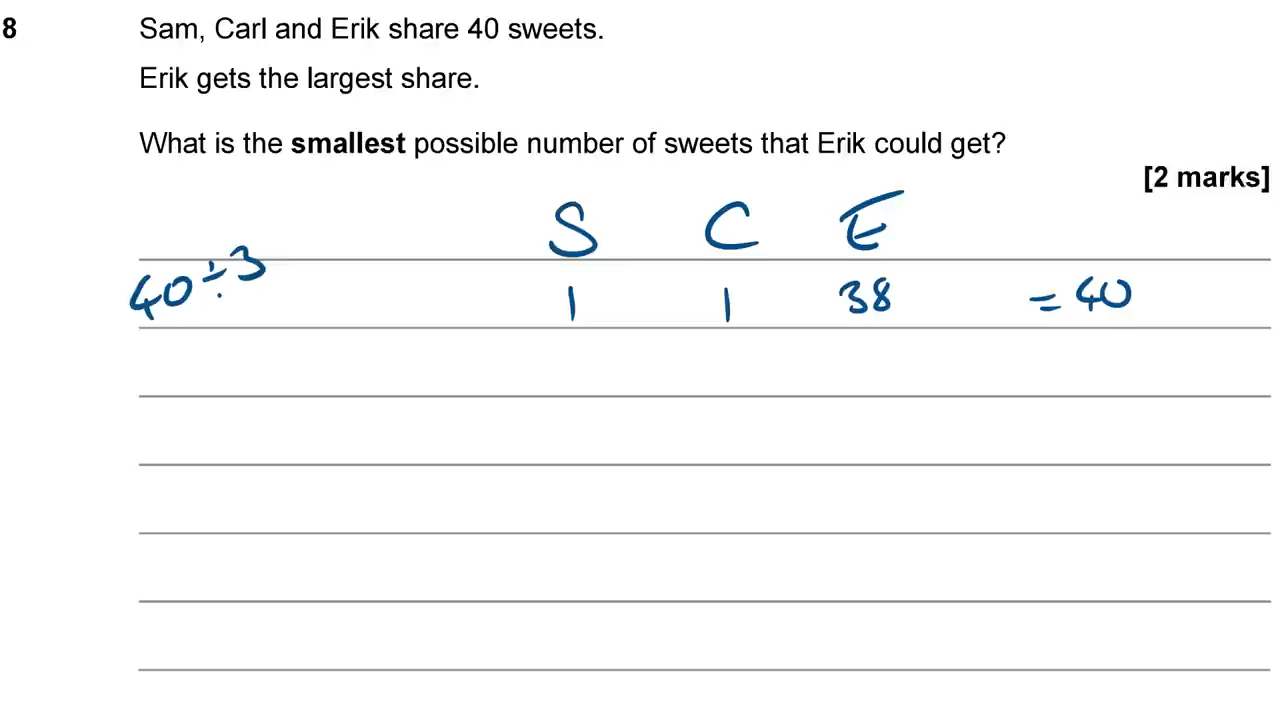 8 Sam, Carl and Erik share 40 sweets.
Erik gets the largest share.
What is the smallest possible number of sweets that Erik could get?
[2 marks]
S C E
40 ÷ 3 1 1 38 = 40